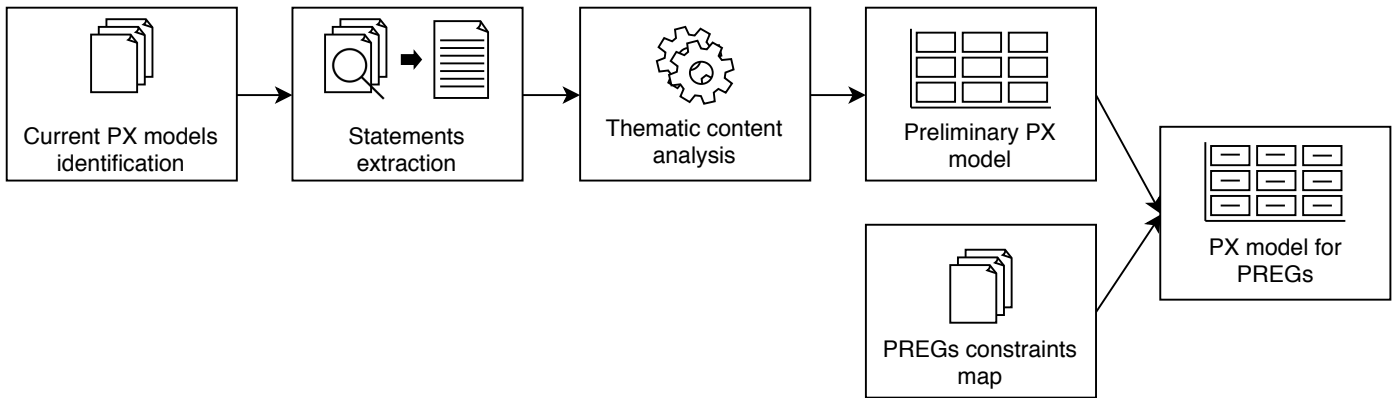 Current PX models
identification
Statements
extraction
Thematic content
analysis
Preliminary PX
model
PX model for
PREGs
PREGs constraints
map